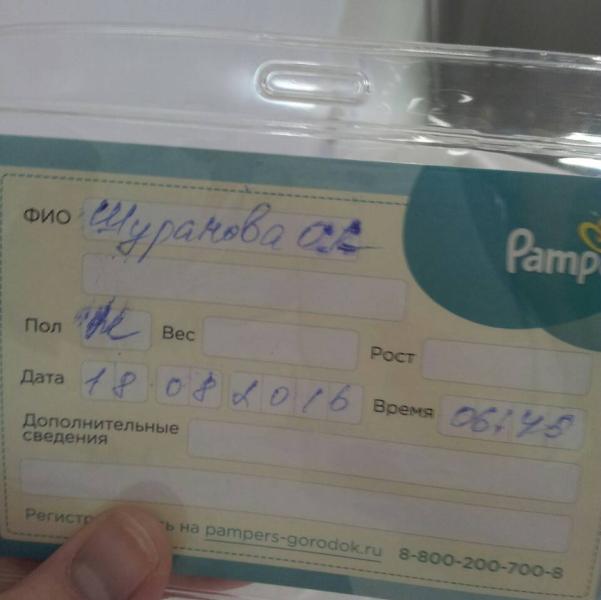 ФИО Шуранова О.
Pampe
Пол Ж Вес Рост
Дата 18 08 2016 Время 06:45
Дополнительные
сведения
на pampers-gorodok.ru 8-800-200-700-8